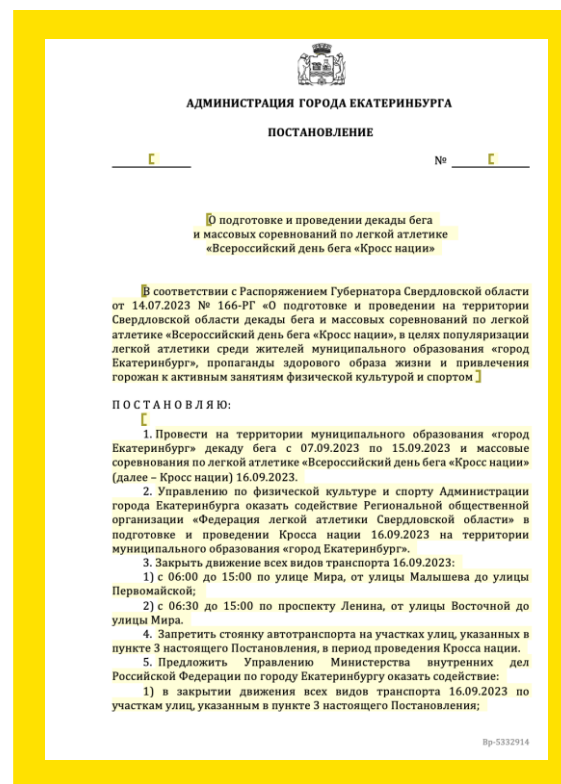 АДМИНИСТРАЦИЯ ГОРОДА ЕКАТЕРИНБУРГА
ПОСТАНОВЛЕНИЕ
№
О подготовке и проведении декады бега
и массовых соревнований по легкой атлетике
«Всероссийский день бега «Кросс нации»
В соответствии с Распоряжением Губернатора Свердловской области
от 14.07.2023 № 166-РГ «О подготовке и проведении на территории
Свердловской области декады бега и массовых соревнований по легкой
атлетике «Всероссийский день бега «Кросс нации», в целях популяризации
легкой атлетики среди жителей муниципального образования «город
Екатеринбург», пропаганды здорового образа жизни и привлечения
горожан к активным занятиям физической культурой и спортом
П О С Т А Н О В Л Я Ю:
1. Провести на территории муниципального образования «город
Екатеринбург» декаду бега с 07.09.2023 по 15.09.2023 и массовые
соревнования по легкой атлетике «Всероссийский день бега «Кросс нации»
(далее – Кросс нации) 16.09.2023.
2. Управлению по физической культуре и спорту Администрации
города Екатеринбурга оказать содействие Региональной общественной
организации «Федерация легкой атлетики Свердловской области» в
подготовке и проведении Кросса нации 16.09.2023 на территории
муниципального образования «город Екатеринбург».
3. Закрыть движение всех видов транспорта 16.09.2023:
1) с 06:00 до 15:00 по улице Мира, от улицы Малышева до улицы
Первомайской;
2) с 06:30 до 15:00 по проспекту Ленина, от улицы Восточной до
улицы Мира.
4. Запретить стоянку автотранспорта на участках улиц, указанных в
пункте 3 настоящего Постановления, в период проведения Кросса нации.
5. Предложить Управлению Министерства внутренних дел
Российской Федерации по городу Екатеринбургу оказать содействие:
1) в закрытии движения всех видов транспорта 16.09.2023 по
участкам улиц, указанным в пункте 3 настоящего Постановления;
Вр-5332914